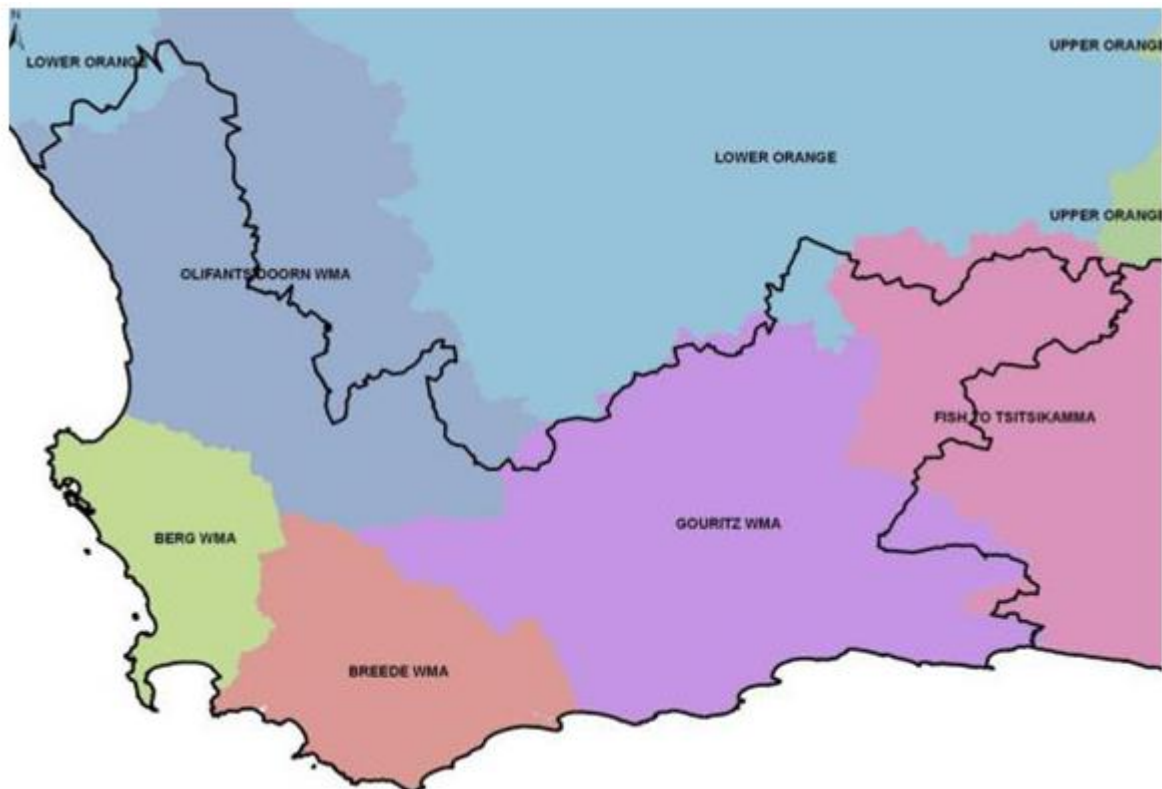 N
UPPER ORANGE
LOWER ORANGE
LOWER ORANGE
UPPER ORANGE
OLIFANTS DOORN WMA
FISH TO TSITSIKAMMA
GOURITZ WMA
BERG WMA
BREEDE WMA